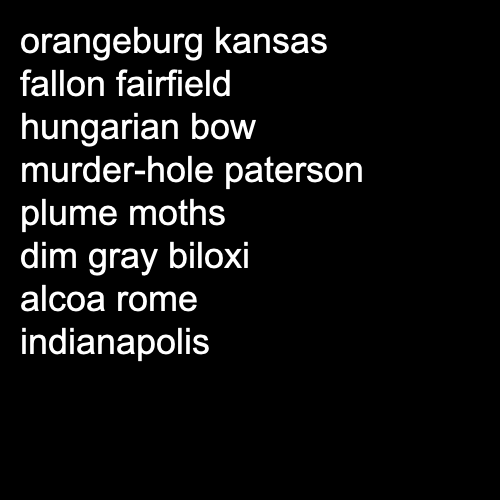 orangeburg kansas
fallon fairfield
hungarian bow
murder-hole paterson
plume moths
dim gray biloxi
alcoa rome
indianapolis